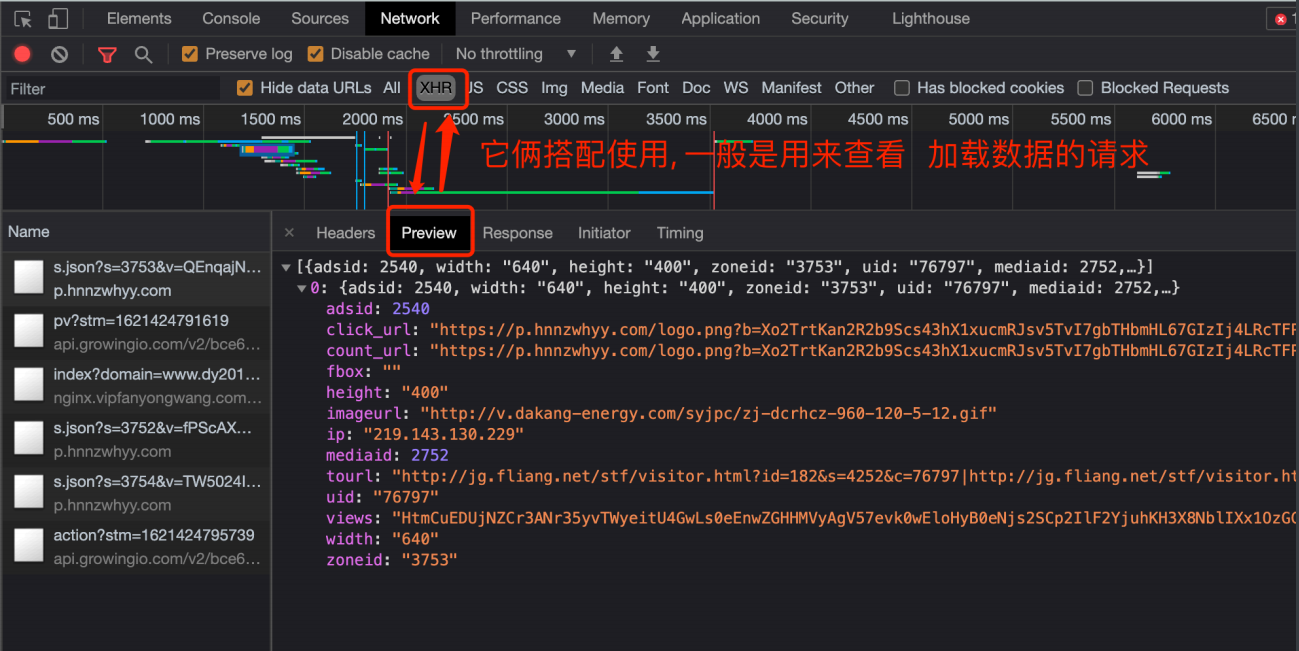 Elements Console Sources Network Performance Memory Application Security Lighthouse 1
Preserve log Disable cache No throttling
Filter Hide data URLs All XHR JS CSS Img Media Font Doc WS Manifest Other Has blocked cookies Blocked Requests
500 ms 1000 ms 1500 ms 2000 ms 2500 ms 3000 ms 3500 ms 4000 ms 4500 ms 5000 ms 5500 ms 6000 ms 6500
它俩搭配使用, 一般是用来查看 加载数据的请求
Name
s.json?s=3753&v=QEnqajN...
p.hnnzwhyy.com
pv?stm=1621424791619
api.growingio.com/v2/bce6...
index?domain=www.dy201...
nginx.vipfanyongwang.com...
s.json?s=3752&v=fPScAX...
p.hnnzwhyy.com
s.json?s=3754&v=TW5024I...
p.hnnzwhyy.com
action?stm=1621424795739
api.growingio.com/v2/bce6...
× Headers Preview Response Initiator Timing
[{adsid: 2540, width: "640", height: "400", zoneid: "3753", uid: "76797", mediaid: 2752,…}]
0: {adsid: 2540, width: "640", height: "400", zoneid: "3753", uid: "76797", mediaid: 2752,…}
adsid: 2540
click_url: "https://p.hnnzwhyy.com/logo.png?b=Xo2TrtKan2R2b9Scs43hX1xucmRJsv5TvI7gbTHbmHL67GIzIj4LRcTFF
count_url: "https://p.hnnzwhyy.com/logo.png?b=Xo2TrtKan2R2b9Scs43hX1xucmRJsv5TvI7gbTHbmHL67GIzIj4LRcTFF
fbox: ""
height: "400"
imageurl: "http://v.dakang-energy.com/syjpc/zj-dcrhcz-960-120-5-12.gif"
ip: "219.143.130.229"
mediaid: 2752
tourl: "http://jg.fliang.net/stf/visitor.html?id=182&s=4252&c=76797|http://jg.fliang.net/stf/visitor.ht
uid: "76797"
views: "HtmCuEDUjNZCr3ANr35yvTWyeitU4GwLs0eEnwZGHHMVyAgV57evk0wEloHyB0eNjs2SCp2IlF2YjuhKH3X8NblIXx1OzGC
width: "640"
zoneid: "3753"